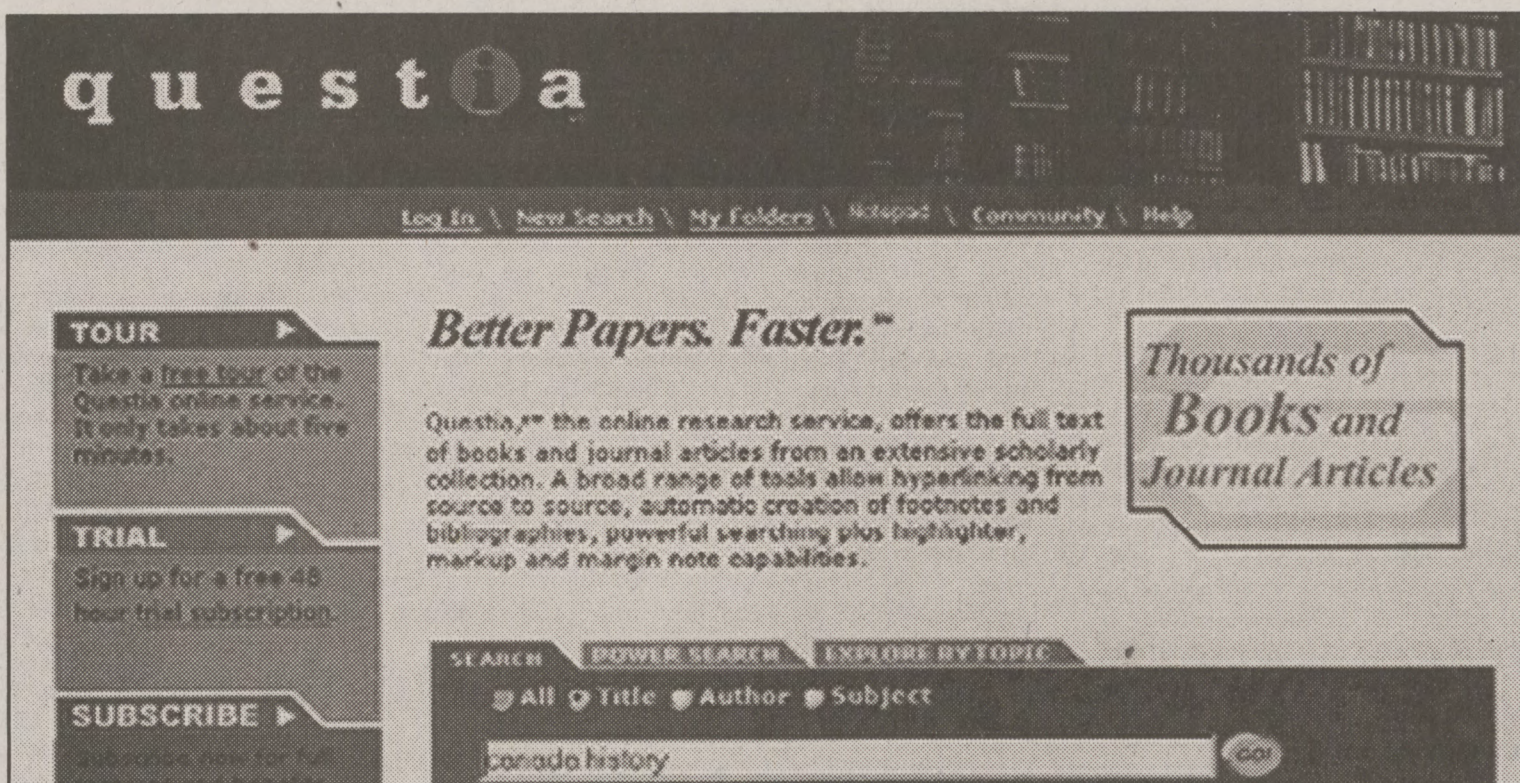 questia
Log In \ New Search \ My Folders \ Notepad \ Community \ Help
TOUR
Take a free tour of the
Questia online service.
It only takes about five
minutes.
TRIAL
Sign up for a free 48
hour trial subscription.
SUBSCRIBE
Subscribe now for full
Better Papers. Faster.℠
Questia,℠ the online research service, offers the full text
of books and journal articles from an extensive scholarly
collection. A broad range of tools allow hyperlinking from
source to source, automatic creation of footnotes and
bibliographies, powerful searching plus highlighter,
markup and margin note capabilities.
Thousands of
Books and
Journal Articles
SEARCH POWER SEARCH EXPLORE BY TOPIC
All Title Author Subject
canada history GO!